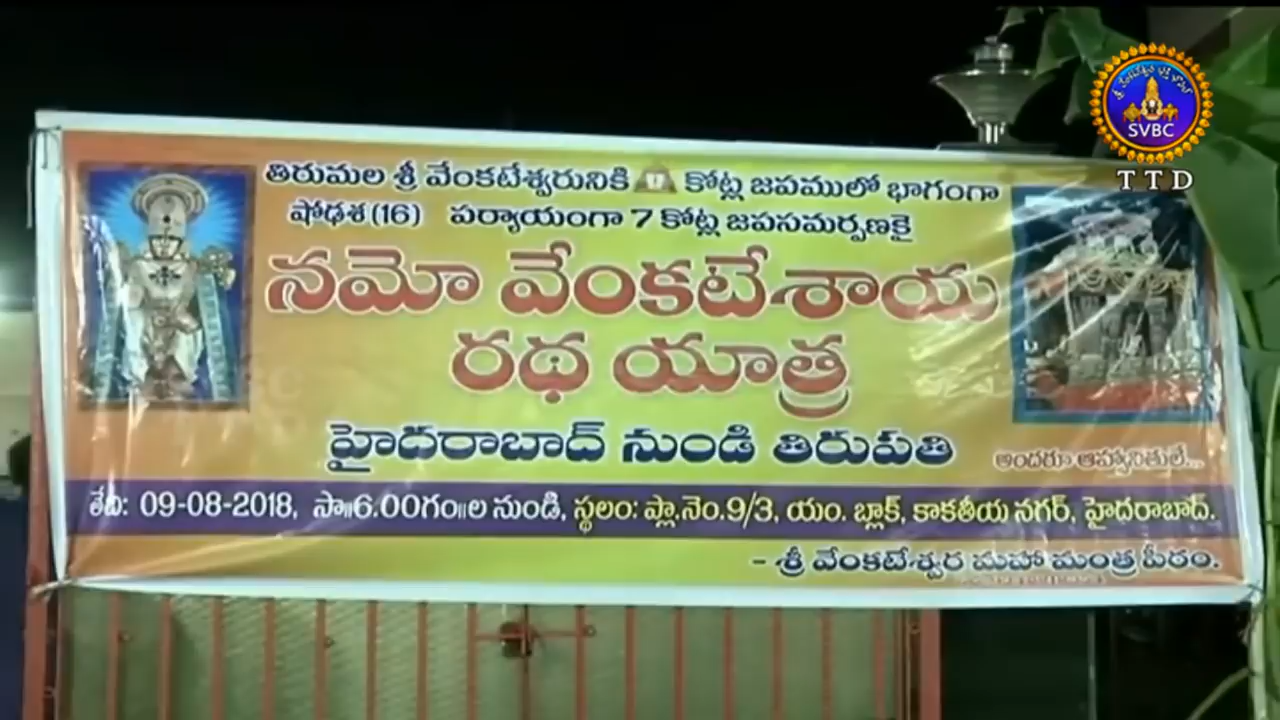 తిరుమల శ్రీ వేంకటేశ్వరునికి కోట్ల జపములో భాగంగా
షోఢశ (16) పర్యాయంగా 7 కోట్ల జపసమర్పణకై
నమో వేంకటేశాయ
రథ యాత్ర
హైదరాబాద్ నుండి తిరుపతి
అందరూ ఆహ్వానితులే...
తేది: 09-08-2018, సా॥6.00గం॥ల నుండి, స్థలం: ప్లా.నెం.9/3, యం. బ్లాక్, కాకతీయ నగర్, హైదరాబాద్.
- శ్రీ వేంకటేశ్వర మహా మంత్ర పీఠం.
SVBC
TTD